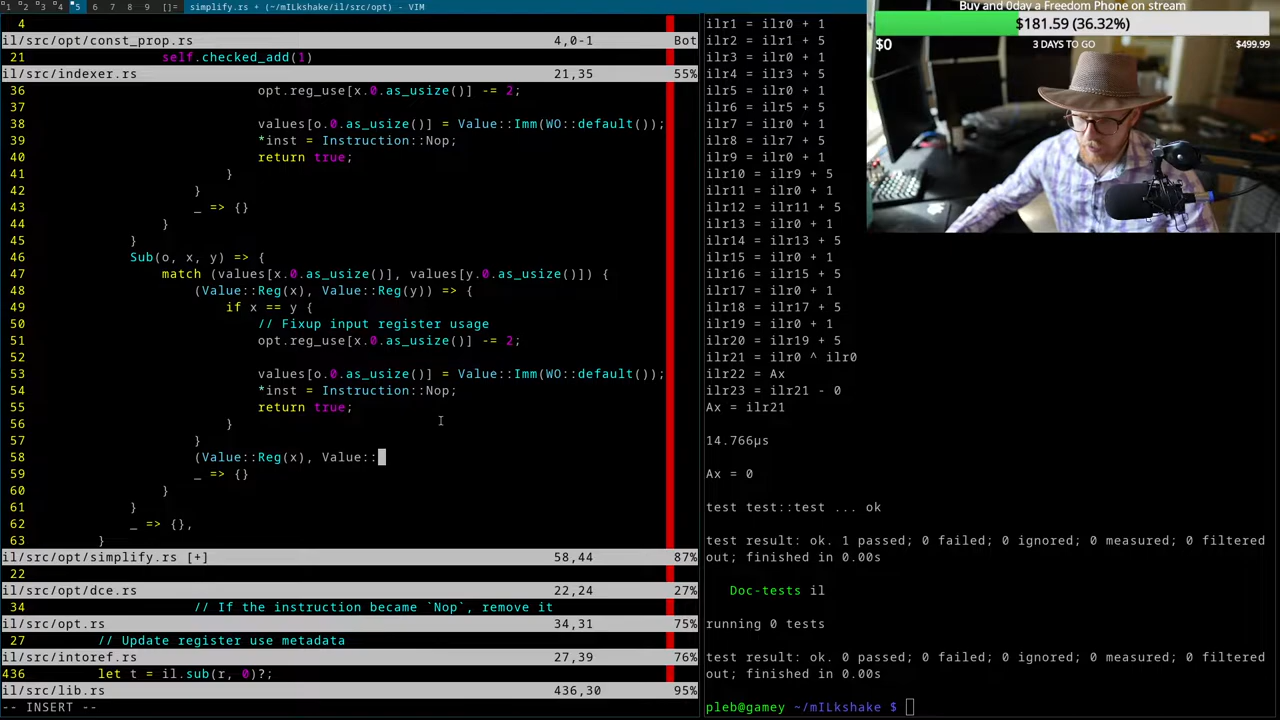 1 2 3 4 5 6 7 8 9 []= simplify.rs + (~/mILkshake/il/src/opt) - VIM
4
il/src/opt/const_prop.rs 4,0-1 Bot
21 self.checked_add(1)
il/src/indexer.rs 21,35 55%
36 opt.reg_use[x.0.as_usize()] -= 2;
37
38 values[o.0.as_usize()] = Value::Imm(WO::default());
39 *inst = Instruction::Nop;
40 return true;
41 }
42 }
43 _ => {}
44 }
45 }
46 Sub(o, x, y) => {
47 match (values[x.0.as_usize()], values[y.0.as_usize()]) {
48 (Value::Reg(x), Value::Reg(y)) => {
49 if x == y {
50 // Fixup input register usage
51 opt.reg_use[x.0.as_usize()] -= 2;
52
53 values[o.0.as_usize()] = Value::Imm(WO::default());
54 *inst = Instruction::Nop;
55 return true;
56 }
57 }
58 (Value::Reg(x), Value::
59 _ => {}
60 }
61 }
62 _ => {},
63 }
il/src/opt/simplify.rs [+] 58,44 87%
22
il/src/opt/dce.rs 22,24 27%
34 // If the instruction became `Nop`, remove it
il/src/opt.rs 34,31 75%
27 // Update register use metadata
il/src/intoref.rs 27,39 76%
436 let t = il.sub(r, 0)?;
il/src/lib.rs 436,30 95%
-- INSERT --
ilr1 = ilr0 + 1
ilr2 = ilr1 + 5
ilr3 = ilr0 + 1
ilr4 = ilr3 + 5
ilr5 = ilr0 + 1
ilr6 = ilr5 + 5
ilr7 = ilr0 + 1
ilr8 = ilr7 + 5
ilr9 = ilr0 + 1
ilr10 = ilr9 + 5
ilr11 = ilr0 + 1
ilr12 = ilr11 + 5
ilr13 = ilr0 + 1
ilr14 = ilr13 + 5
ilr15 = ilr0 + 1
ilr16 = ilr15 + 5
ilr17 = ilr0 + 1
ilr18 = ilr17 + 5
ilr19 = ilr0 + 1
ilr20 = ilr19 + 5
ilr21 = ilr0 ^ ilr0
ilr22 = Ax
ilr23 = ilr21 - 0
Ax = ilr21
14.766µs
Ax = 0
test test::test ... ok
test result: ok. 1 passed; 0 failed; 0 ignored; 0 measured; 0 filtered
out; finished in 0.00s
Doc-tests il
running 0 tests
test result: ok. 0 passed; 0 failed; 0 ignored; 0 measured; 0 filtered
out; finished in 0.00s
pleb@gamey ~/mILkshake $
Buy and 0day a Freedom Phone on stream
$181.59 (36.32%)
$0 3 DAYS TO GO $499.99